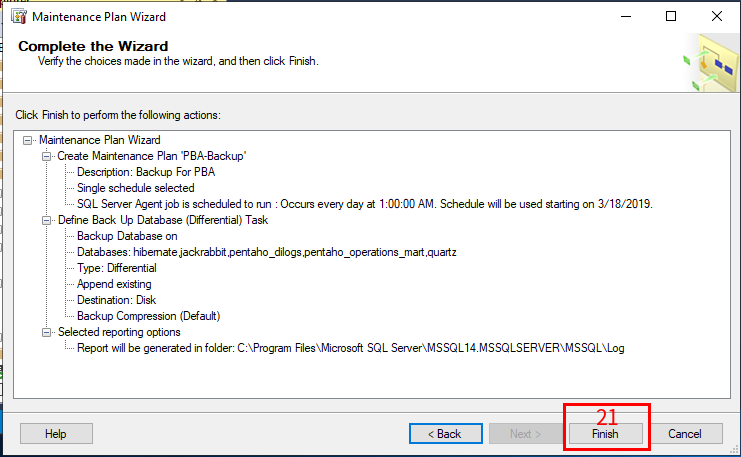 Maintenance Plan Wizard
Complete the Wizard
Verify the choices made in the wizard, and then click Finish.
Click Finish to perform the following actions:
Maintenance Plan Wizard
Create Maintenance Plan 'PBA-Backup'
Description: Backup For PBA
Single schedule selected
SQL Server Agent job is scheduled to run : Occurs every day at 1:00:00 AM. Schedule will be used starting on 3/18/2019.
Define Back Up Database (Differential) Task
Backup Database on
Databases: hibernate,jackrabbit,pentaho_dilogs,pentaho_operations_mart,quartz
Type: Differential
Append existing
Destination: Disk
Backup Compression (Default)
Selected reporting options
Report will be generated in folder: C:\Program Files\Microsoft SQL Server\MSSQL14.MSSQLSERVER\MSSQL\Log
21
Help
< Back
Next >
Finish
Cancel